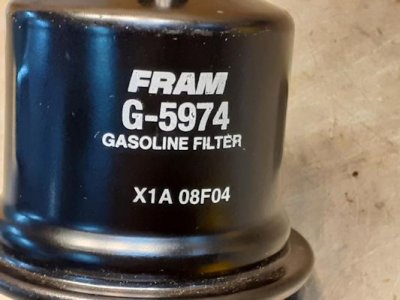 FRAM
G-5974
GASOLINE FILTER
X1A 08F04